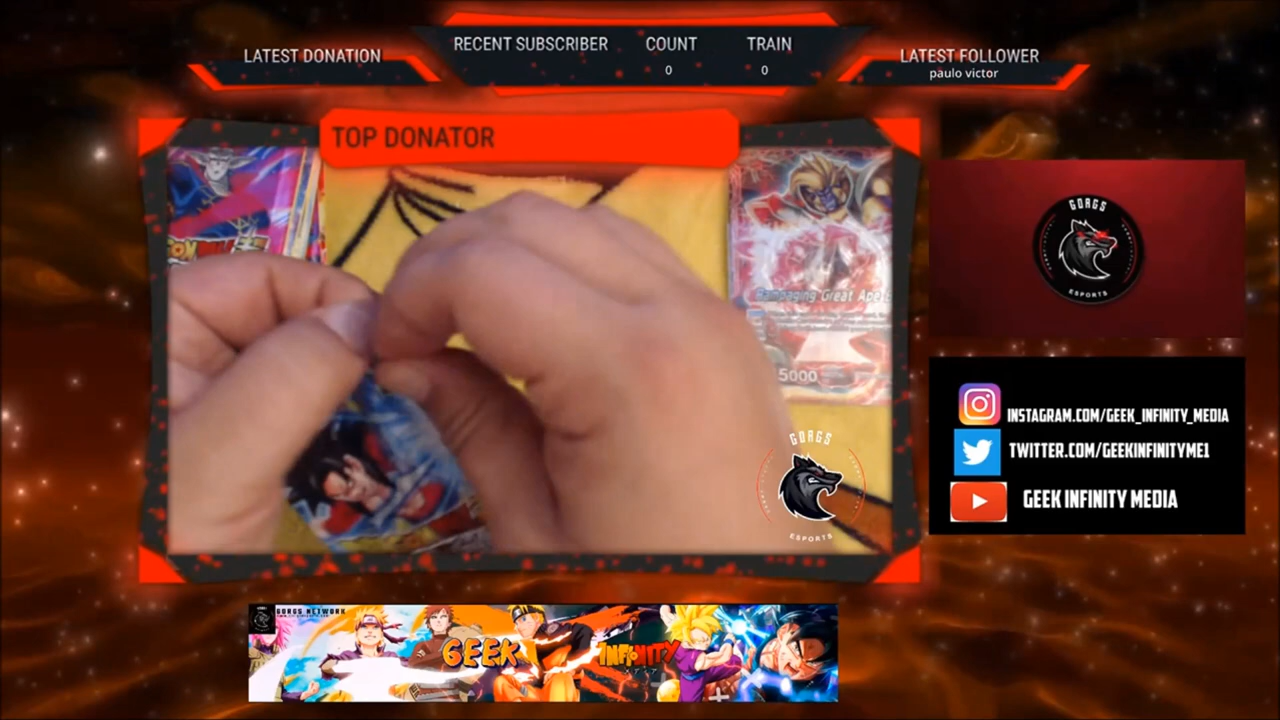 LATEST DONATION
RECENT SUBSCRIBER
COUNT
TRAIN
0
0
LATEST FOLLOWER
paulo victor
TOP DONATOR
Rampaging Great Ape
5000
GORGS
ESPORTS
GORGS
ESPORTS
INSTAGRAM.COM/GEEK_INFINITY_MEDIA
TWITTER.COM/GEEKINFINITYME1
GEEK INFINITY MEDIA
GORGS NETWORK
GEEK INFINITY